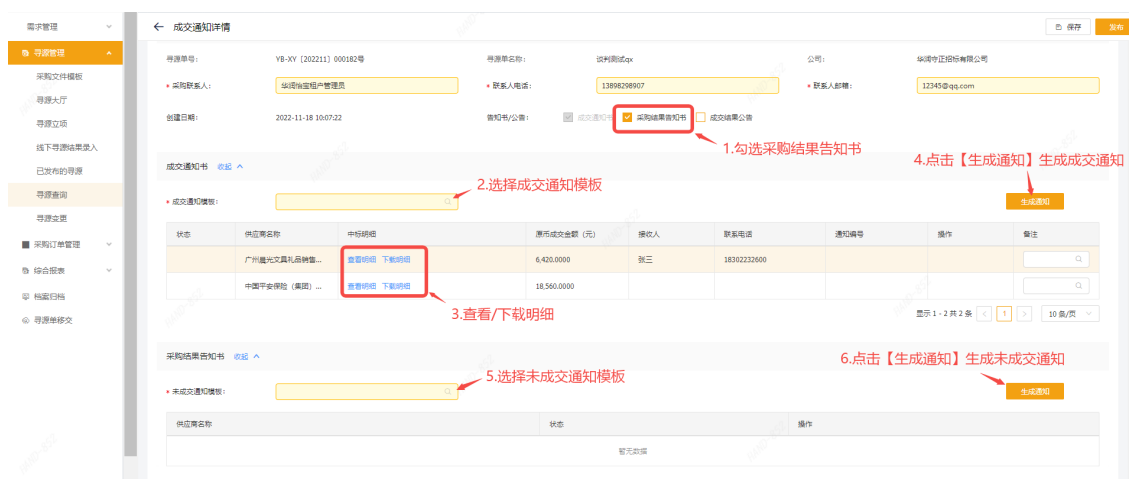 需求管理
← 成交通知详情
保存
发布
寻源管理
采购文件模板
寻源大厅
寻源立项
线下寻源结果录入
已发布的寻源
寻源查询
寻源变更
采购订单管理
综合报表
档案归档
寻源单移交
寻源单号: YB-XY [202211] 000182号 寻源单名称: 谈判测试qx 公司: 华润守正招标有限公司
* 采购联系人: 华润怡宝租户管理员 * 联系人电话: 13898298907 * 联系人邮箱: 12345@qq.com
创建日期: 2022-11-18 10:07:22 告知书/公告: 成交通知书 采购结果告知书 成交结果公告
1.勾选采购结果告知书
4.点击【生成通知】生成成交通知
成交通知书 收起
2.选择成交通知模板
* 成交通知模板:
生成通知
状态 供应商名称 中标明细 原币成交金额（元） 接收人 联系电话 通知编号 操作 备注
广州晨光文具礼品销售... 查看明细 下载明细 6,420.0000 张三 18302232600
中国平安保险（集团）... 查看明细 下载明细 18,560.0000
3.查看/下载明细
显示 1 - 2 共 2 条 < 1 > 10 条/页
采购结果告知书 收起
6.点击【生成通知】生成未成交通知
5.选择未成交通知模板
* 未成交通知模板:
生成通知
供应商名称 状态 操作
暂无数据